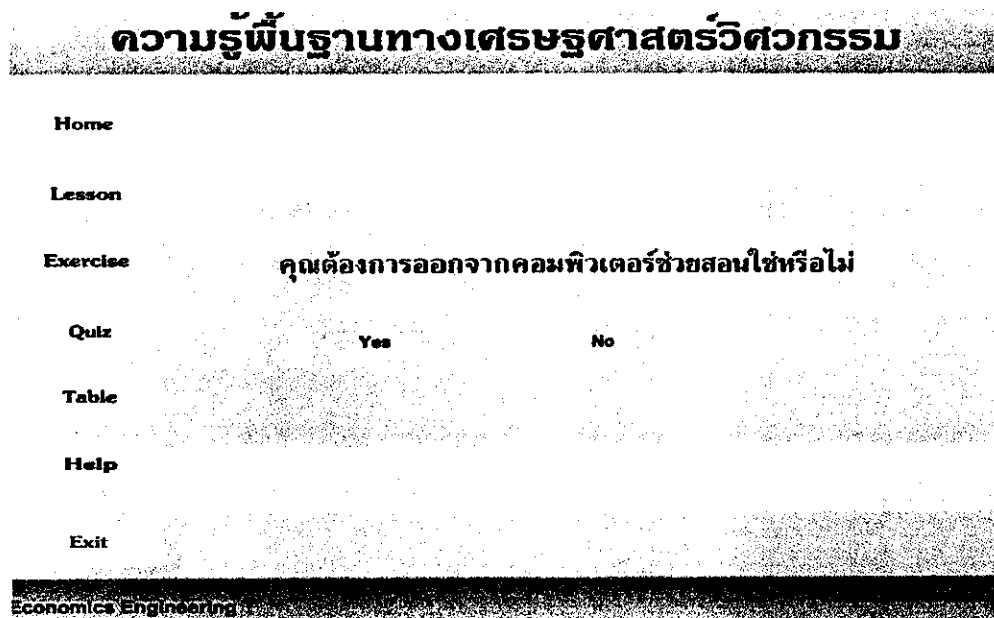 ความรู้พื้นฐานทางเศรษฐศาสตร์วิศวกรรม
Home
Lesson
Exercise
คุณต้องการออกจากคอมพิวเตอร์ช่วยสอนใช่หรือไม่
Quiz
Yes No
Table
Help
Exit
Economics Engineering